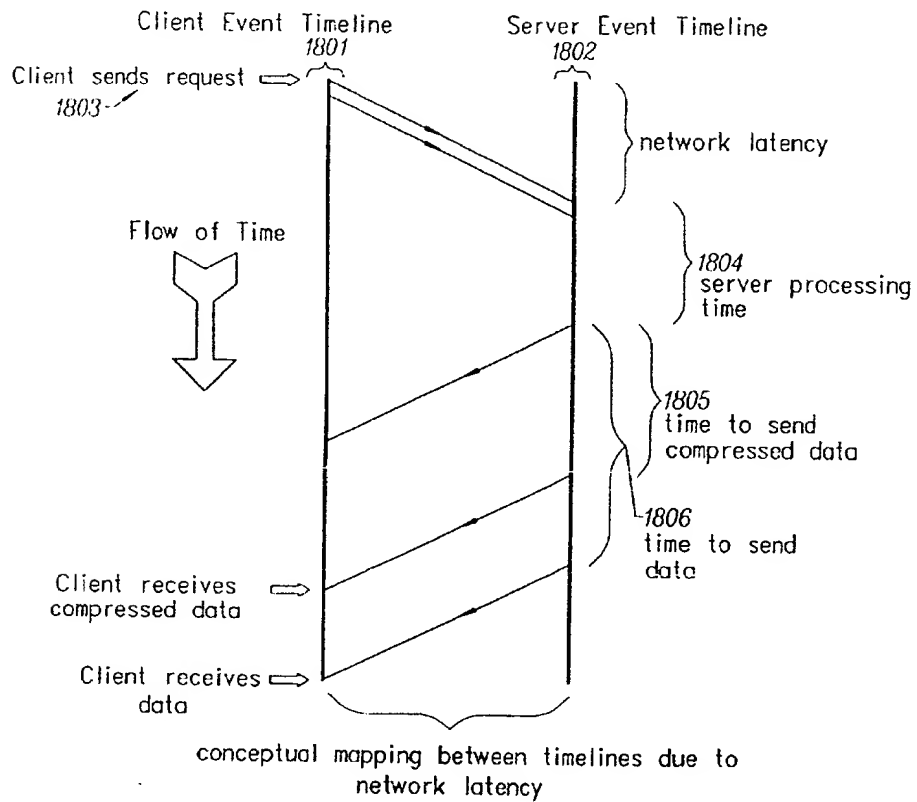 Client Event Timeline
1801
Server Event Timeline
1802
Client sends request
1803
network latency
Flow of Time
1804
server processing
time
1805
time to send
compressed data
1806
time to send
data
Client receives
compressed data
Client receives
data
conceptual mapping between timelines due to
network latency